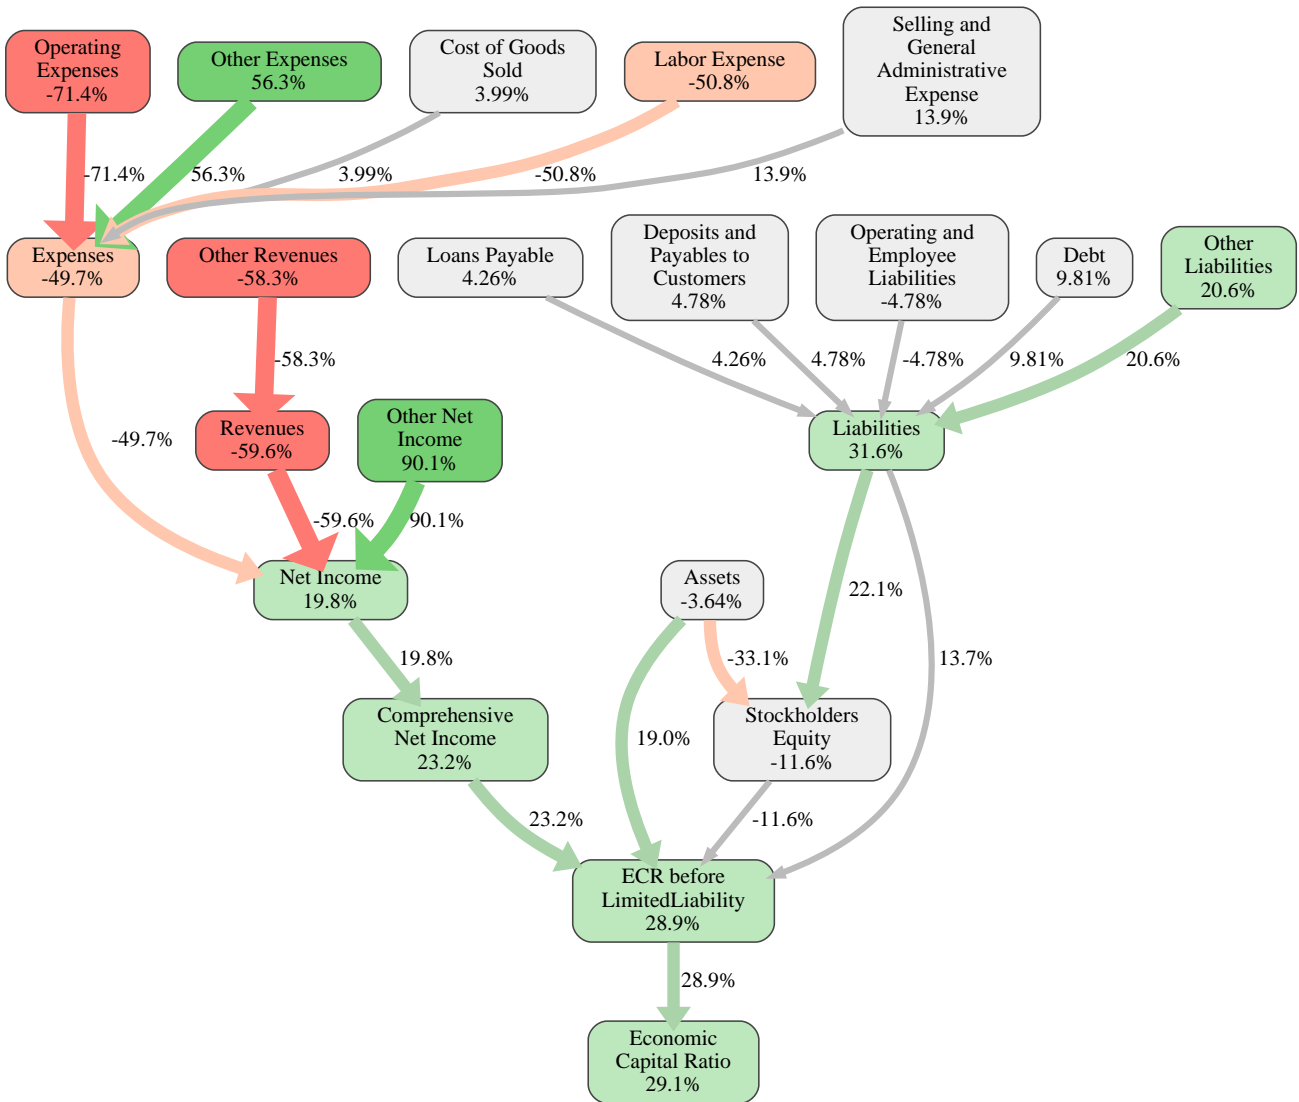 Operating
Expenses
-71.4%
Other Expenses
56.3%
Cost of Goods
Sold
3.99%
Labor Expense
-50.8%
Selling and
General
Administrative
Expense
13.9%
-71.4%
56.3%
3.99%
-50.8%
13.9%
Expenses
-49.7%
Other Revenues
-58.3%
Loans Payable
4.26%
Deposits and
Payables to
Customers
4.78%
Operating and
Employee
Liabilities
-4.78%
Debt
9.81%
Other
Liabilities
20.6%
-58.3%
4.26%
4.78%
-4.78%
9.81%
20.6%
-49.7%
Revenues
-59.6%
Other Net
Income
90.1%
Liabilities
31.6%
-59.6%
90.1%
Net Income
19.8%
Assets
-3.64%
22.1%
19.8%
-33.1%
13.7%
Comprehensive
Net Income
23.2%
19.0%
Stockholders
Equity
-11.6%
23.2%
-11.6%
ECR before
LimitedLiability
28.9%
28.9%
Economic
Capital Ratio
29.1%